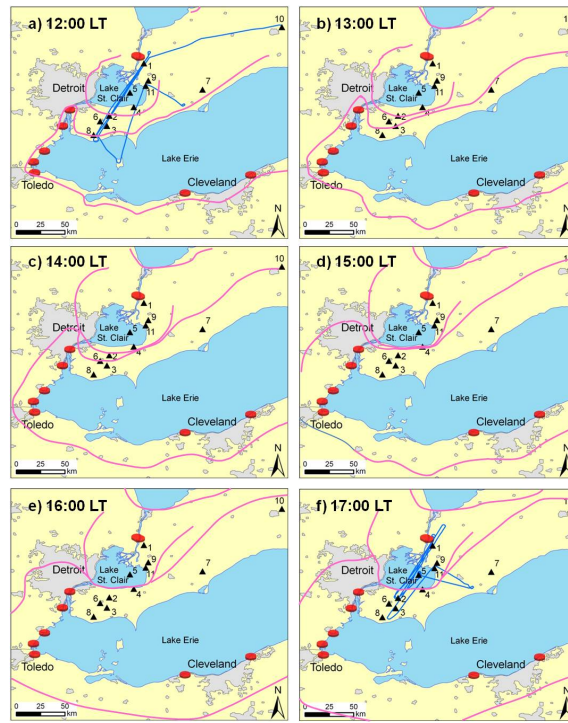 a) 12:00 LT
10
1
9
7
Detroit
Lake
St. Clair
5
11
4
6
2
3
8
Lake Erie
Toledo
Cleveland
N
0 25 50
km
b) 13:00 LT
1
1
9
7
Detroit
Lake
St. Clair
5
11
4
6
2
3
8
Lake Erie
Toledo
Cleveland
N
0 25 50
km
c) 14:00 LT
10
1
9
7
Detroit
Lake
St. Clair
5
11
4
6
2
3
8
Lake Erie
Toledo
Cleveland
N
0 25 50
km
d) 15:00 LT
1
1
9
7
Detroit
Lake
St. Clair
5
11
4
6
2
3
8
Lake Erie
Toledo
Cleveland
N
0 25 50
km
e) 16:00 LT
10
1
9
7
Detroit
Lake
St. Clair
5
11
4
6
2
3
8
Lake Erie
Toledo
Cleveland
N
0 25 50
km
f) 17:00 LT
1
1
9
7
Detroit
Lake
St. Clair
5
11
4
6
2
3
8
Lake Erie
Toledo
Cleveland
N
0 25 50
km